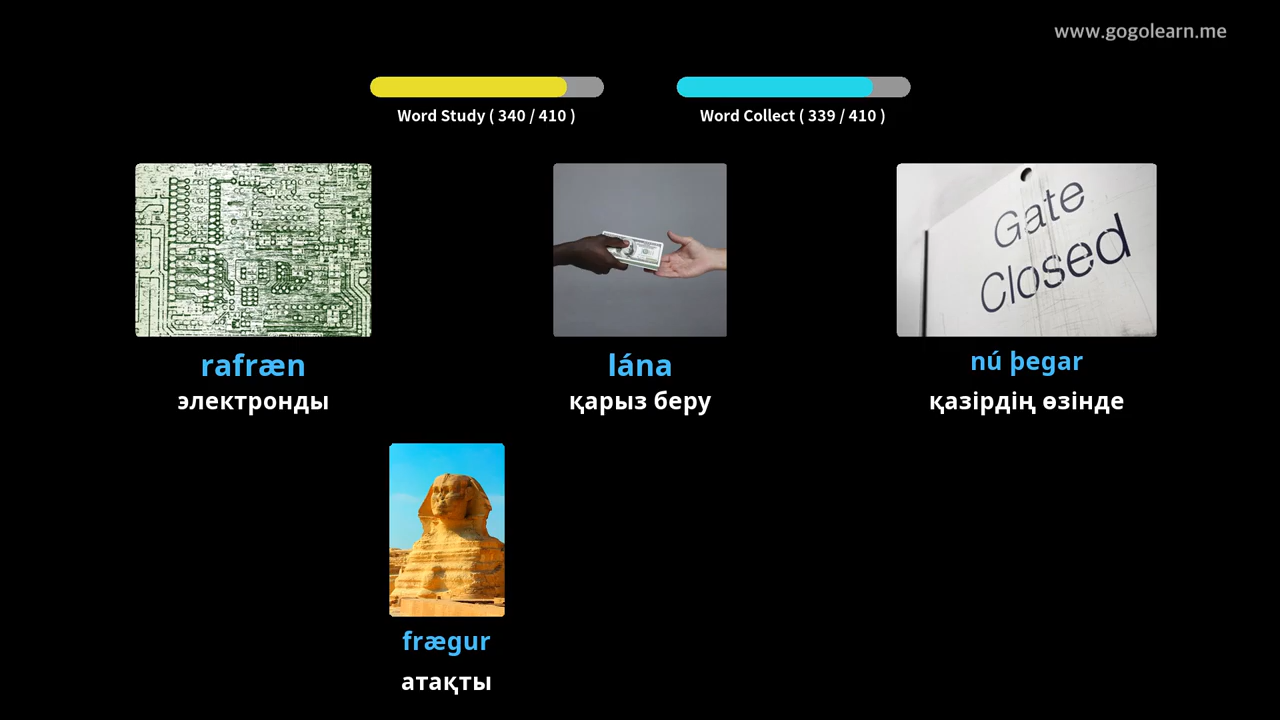 www.gogolearn.me
Word Study ( 340 / 410 )
Word Collect ( 339 / 410 )
Gate
Closed
rafræn
электронды
lána
қарыз беру
nú þegar
қазірдің өзінде
frægur
атақты